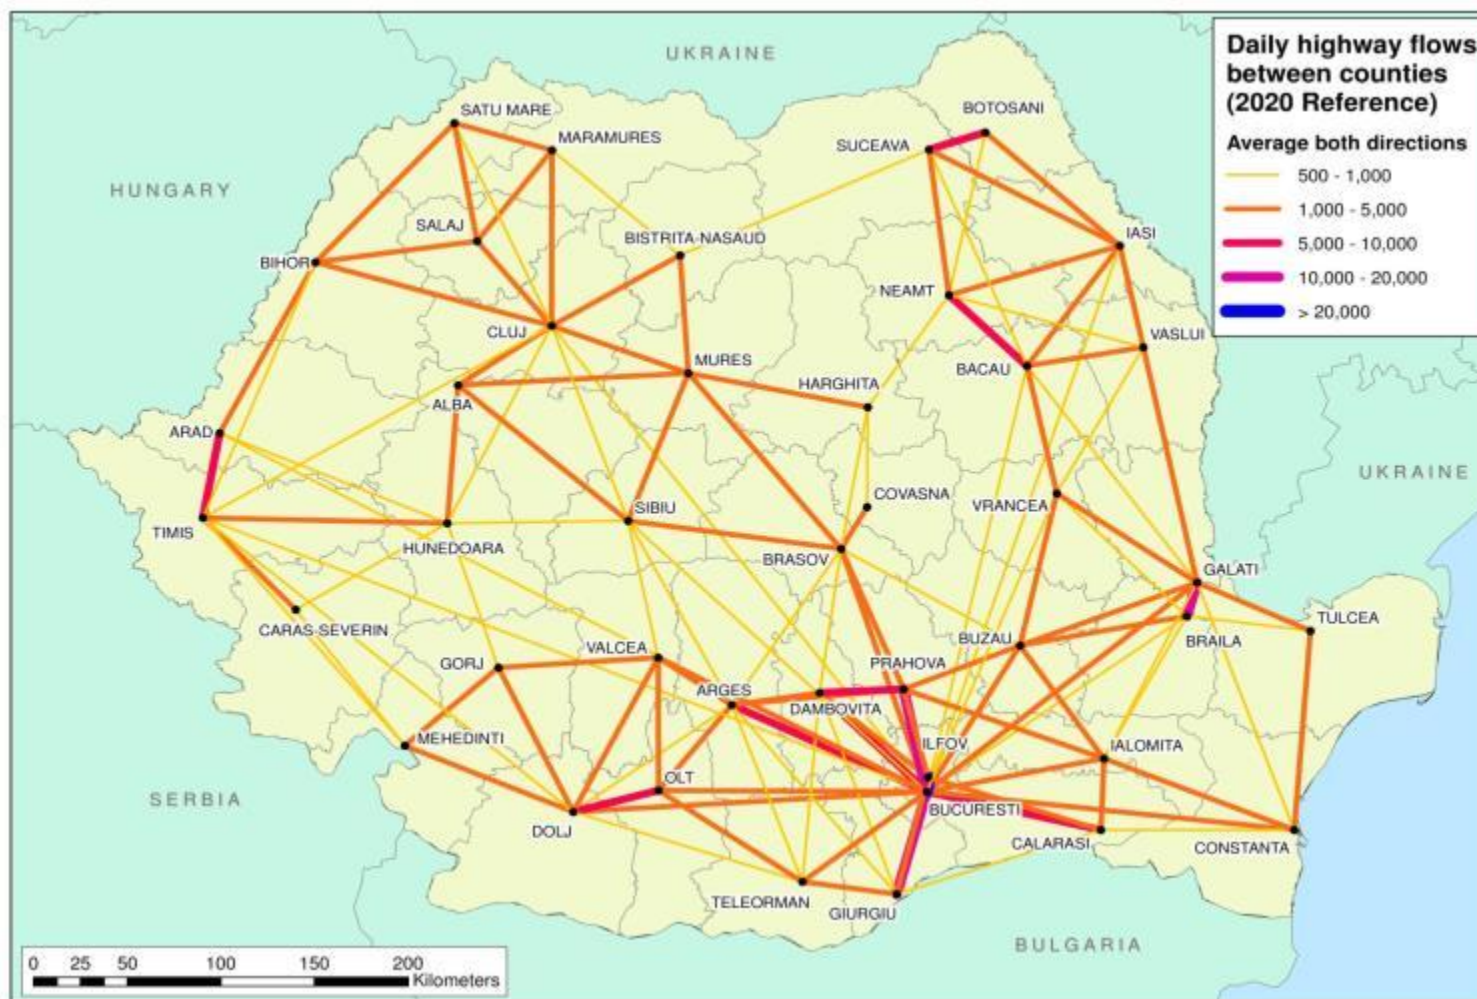 UKRAINE
Daily highway flows
between counties
(2020 Reference)
Average both directions
500 - 1,000
1,000 - 5,000
5,000 - 10,000
10,000 - 20,000
> 20,000
SATU MARE
BOTOSANI
MARAMURES
SUCEAVA
HUNGARY
SALAJ
BISTRITA-NASAUD
IASI
BIHOR
NEAMT
CLUJ
VASLUI
MURES
BACAU
HARGHITA
ALBA
ARAD
UKRAINE
COVASNA
SIBIU
VRANCEA
TIMIS
HUNEDOARA
BRASOV
GALATI
CARAS-SEVERIN
TULCEA
BRAILA
BUZAU
VALCEA
GORJ
PRAHOVA
ARGES
DAMBOVITA
MEHEDINTI
ILFOV
IALOMITA
OLT
SERBIA
BUCURESTI
DOLJ
CALARASI
CONSTANTA
TELEORMAN
GIURGIU
BULGARIA
0 25 50 100 150 200
Kilometers